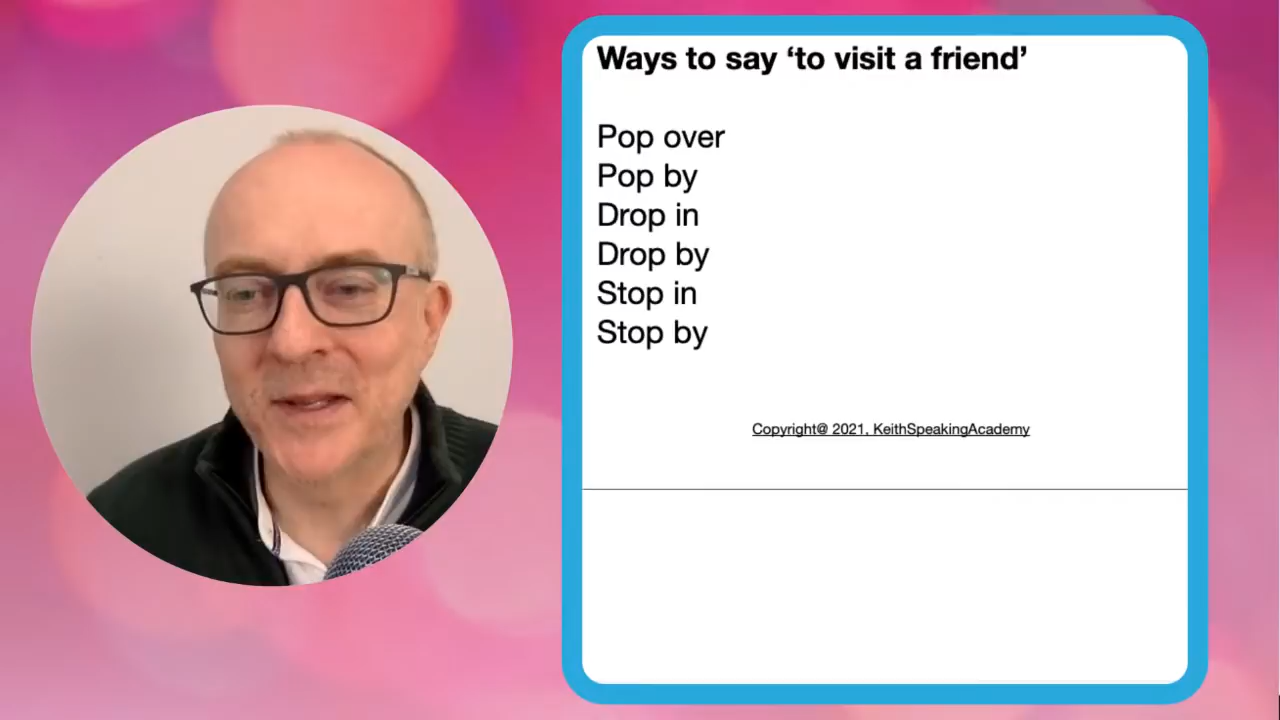 Ways to say ‘to visit a friend’
Pop over
Pop by
Drop in
Drop by
Stop in
Stop by
Copyright@ 2021, KeithSpeakingAcademy